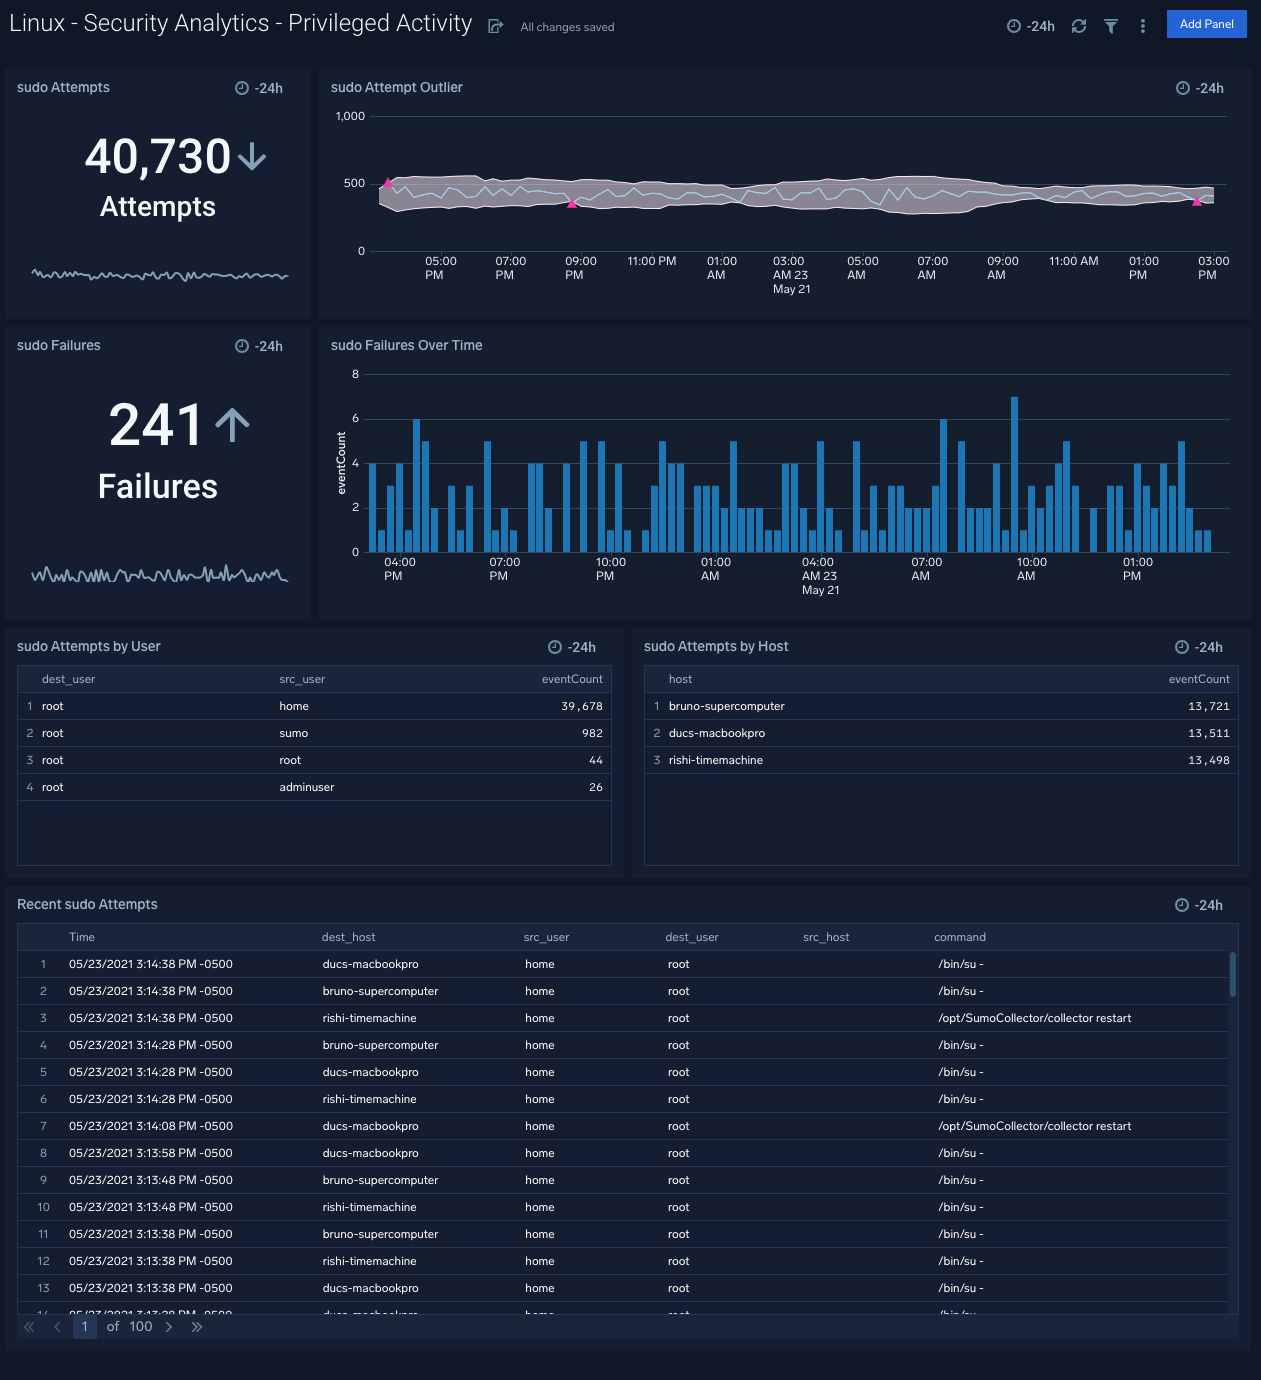 Linux - Security Analytics - Privileged Activity All changes saved -24h Add Panel
sudo Attempts -24h
40,730
Attempts
sudo Attempt Outlier -24h
1,000
500
0
05:00 PM 07:00 PM 09:00 PM 11:00 PM 01:00 AM 03:00 AM 23 May 21 05:00 AM 07:00 AM 09:00 AM 11:00 AM 01:00 PM 03:00 PM
sudo Failures -24h
241
Failures
sudo Failures Over Time
eventCount
8
6
4
2
0
04:00 PM 07:00 PM 10:00 PM 01:00 AM 04:00 AM 23 May 21 07:00 AM 10:00 AM 01:00 PM
sudo Attempts by User -24h
dest_user src_user eventCount
1 root home 39,678
2 root sumo 982
3 root root 44
4 root adminuser 26
sudo Attempts by Host -24h
host eventCount
1 bruno-supercomputer 13,721
2 ducs-macbookpro 13,511
3 rishi-timemachine 13,498
Recent sudo Attempts -24h
Time dest_host src_user dest_user src_host command
1 05/23/2021 3:14:38 PM -0500 ducs-macbookpro home root /bin/su -
2 05/23/2021 3:14:38 PM -0500 bruno-supercomputer home root /bin/su -
3 05/23/2021 3:14:38 PM -0500 rishi-timemachine home root /opt/SumoCollector/collector restart
4 05/23/2021 3:14:28 PM -0500 bruno-supercomputer home root /bin/su -
5 05/23/2021 3:14:28 PM -0500 ducs-macbookpro home root /bin/su -
6 05/23/2021 3:14:28 PM -0500 rishi-timemachine home root /bin/su -
7 05/23/2021 3:14:08 PM -0500 ducs-macbookpro home root /opt/SumoCollector/collector restart
8 05/23/2021 3:13:58 PM -0500 ducs-macbookpro home root /bin/su -
9 05/23/2021 3:13:48 PM -0500 bruno-supercomputer home root /bin/su -
10 05/23/2021 3:13:48 PM -0500 rishi-timemachine home root /bin/su -
11 05/23/2021 3:13:38 PM -0500 bruno-supercomputer home root /bin/su -
12 05/23/2021 3:13:38 PM -0500 rishi-timemachine home root /bin/su -
13 05/23/2021 3:13:38 PM -0500 ducs-macbookpro home root /bin/su -
1 of 100